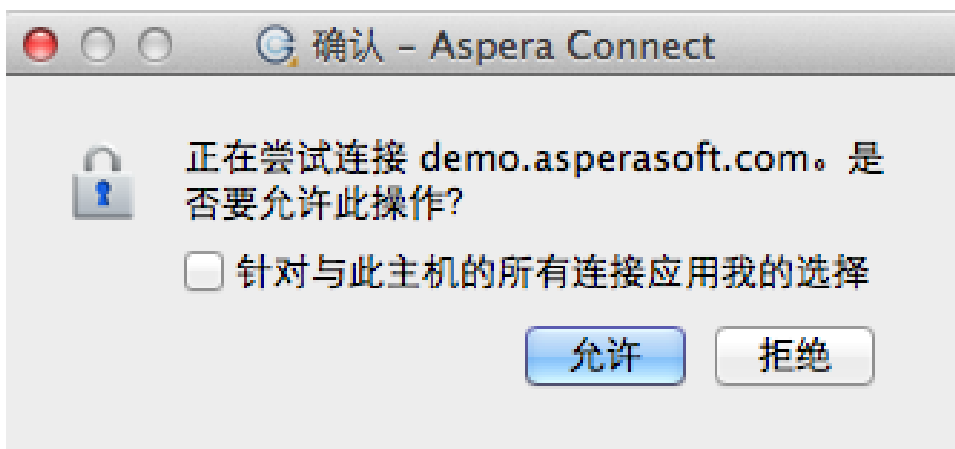 确认 – Aspera Connect
正在尝试连接 demo.asperasoft.com。是
否要允许此操作?
针对与此主机的所有连接应用我的选择
允许 拒绝